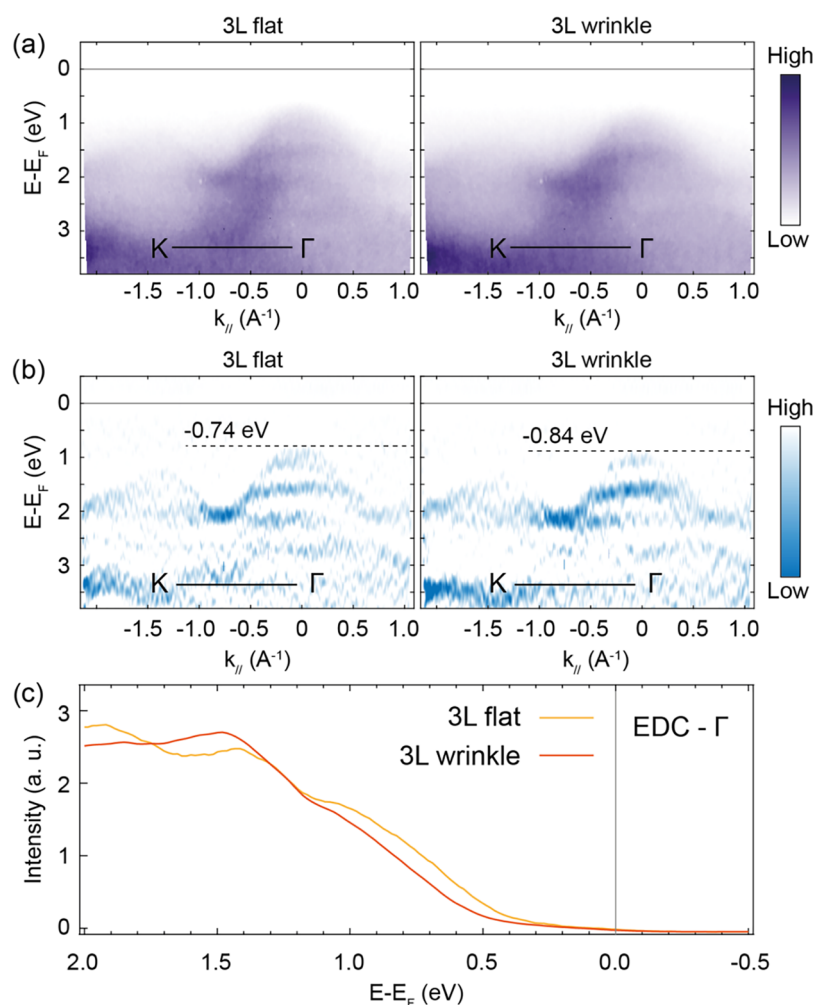 3L flat 3L wrinkle
(a)
High
0
1
2
3
E-E_F (eV)
Low
K Γ K Γ
-1.5 -1.0 -0.5 0 0.5 1.0 -1.5 -1.0 -0.5 0 0.5 1.0
k_// (A⁻¹) k_// (A⁻¹)
(b)
3L flat 3L wrinkle
High
0
-0.74 eV -0.84 eV
1
2
3
E-E_F (eV)
Low
K Γ K Γ
-1.5 -1.0 -0.5 0 0.5 1.0 -1.5 -1.0 -0.5 0 0.5 1.0
k_// (A⁻¹) k_// (A⁻¹)
(c)
3
2
1
0
Intensity (a. u.)
3L flat
3L wrinkle
EDC - Γ
2.0 1.5 1.0 0.5 0.0 -0.5
E-E_F (eV)